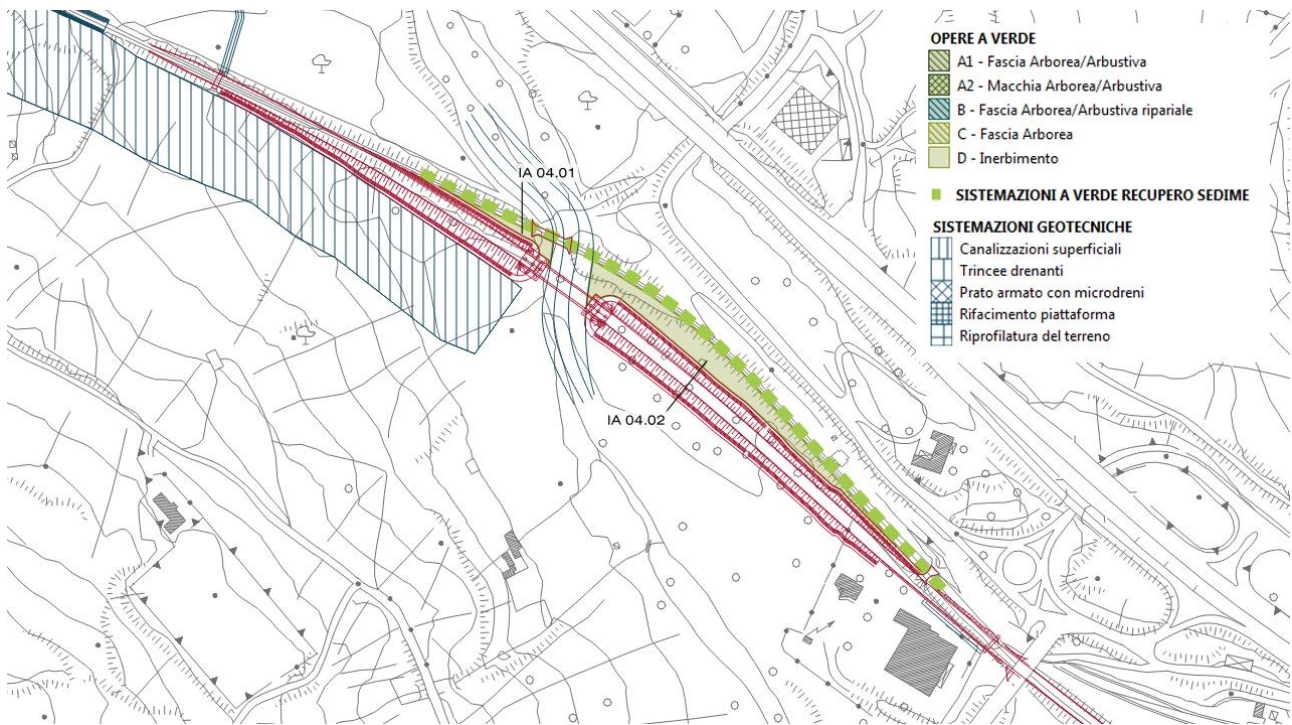 OPERE A VERDE
A1 - Fascia Arborea/Arbustiva
A2 - Macchia Arborea/Arbustiva
B - Fascia Arborea/Arbustiva ripariale
C - Fascia Arborea
D - Inerbimento
SISTEMAZIONI A VERDE RECUPERO SEDIME
SISTEMAZIONI GEOTECNICHE
Canalizzazioni superficiali
Trincee drenanti
Prato armato con microdreni
Rifacimento piattaforma
Riprofilatura del terreno
IA 04.01
IA 04.02